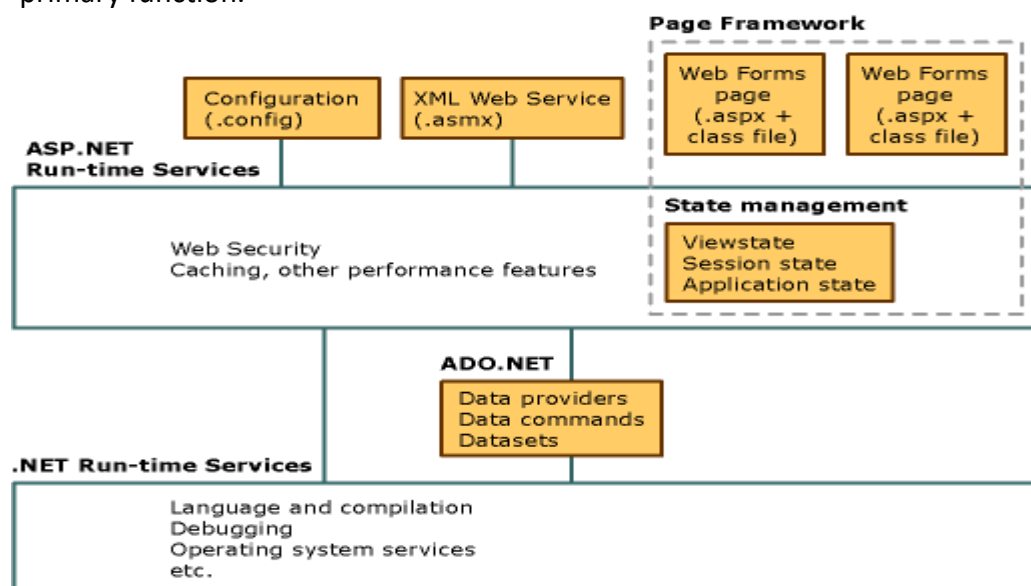 primary function.
Page Framework
Configuration
(.config)
XML Web Service
(.asmx)
Web Forms
page
(.aspx +
class file)
Web Forms
page
(.aspx +
class file)
ASP.NET
Run-time Services
Web Security
Caching, other performance features
State management
Viewstate
Session state
Application state
ADO.NET
Data providers
Data commands
Datasets
.NET Run-time Services
Language and compilation
Debugging
Operating system services
etc.